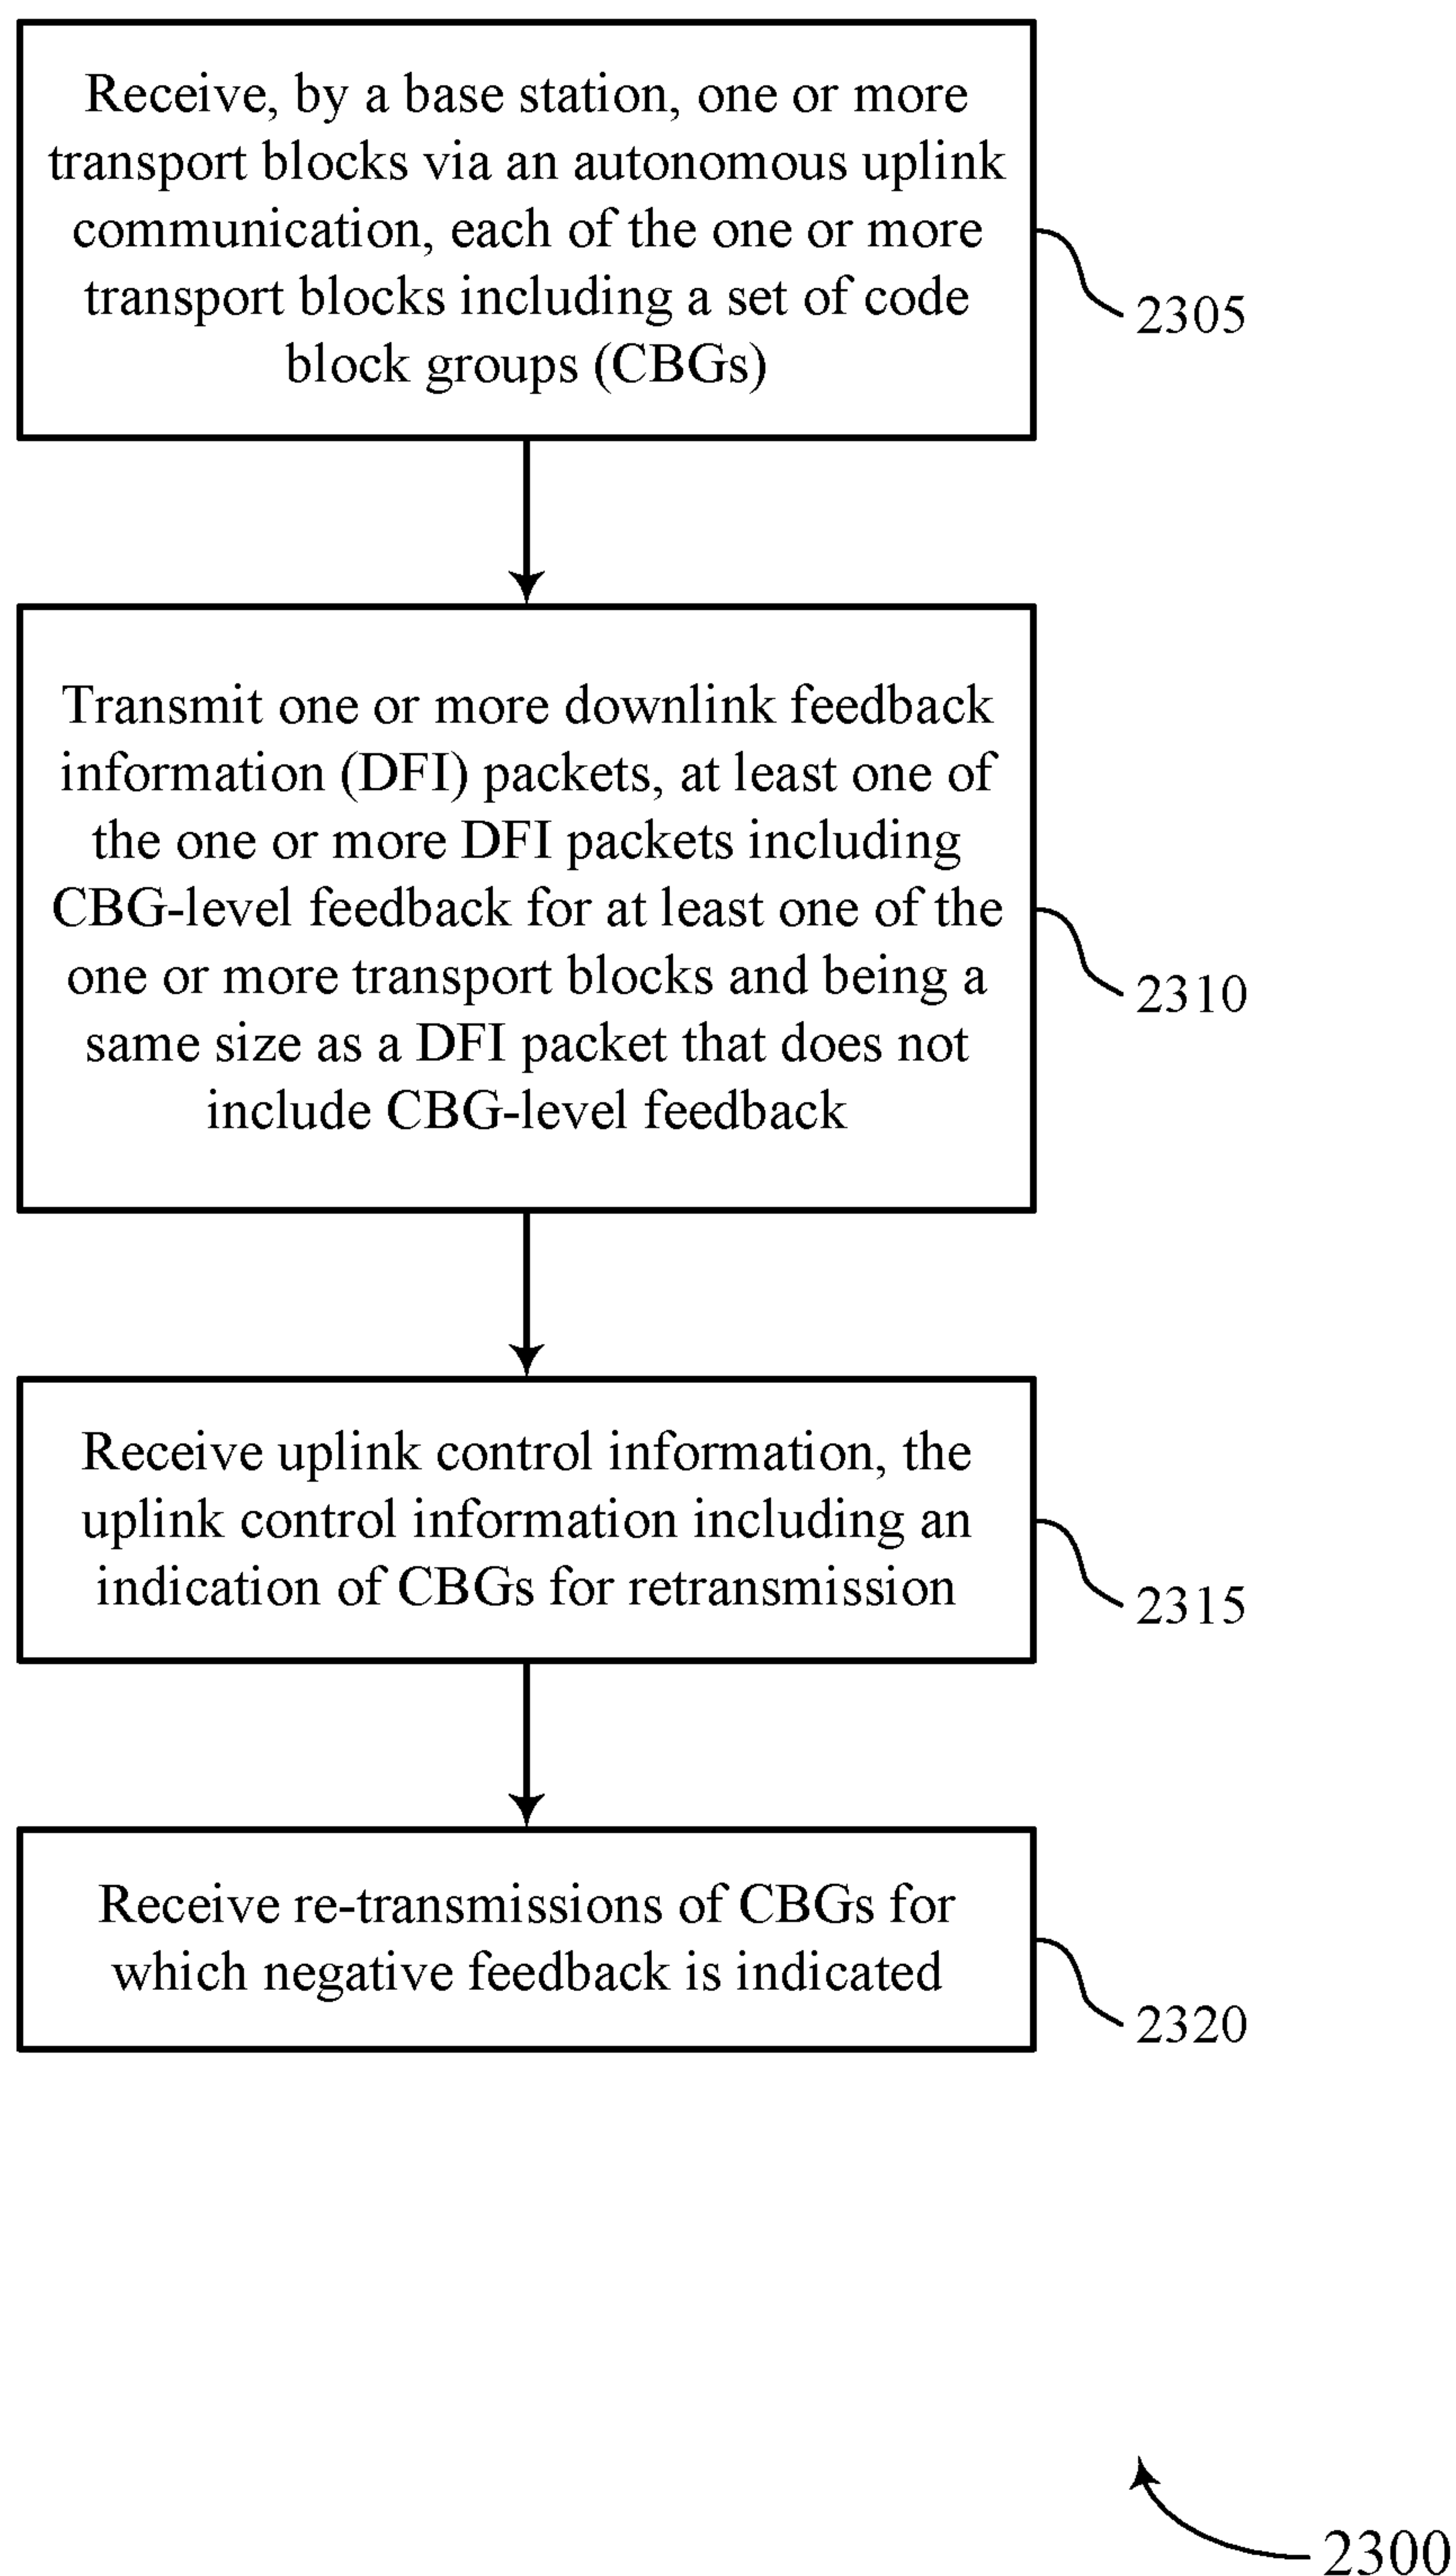 Receive, by a base station, one or more
transport blocks via an autonomous uplink
communication, each of the one or more
transport blocks including a set of code
block groups (CBGs)
2305
Transmit one or more downlink feedback
information (DFI) packets, at least one of
the one or more DFI packets including
CBG-level feedback for at least one of the
one or more transport blocks and being a
same size as a DFI packet that does not
include CBG-level feedback
2310
Receive uplink control information, the
uplink control information including an
indication of CBGs for retransmission
2315
Receive re-transmissions of CBGs for
which negative feedback is indicated
2320
2300